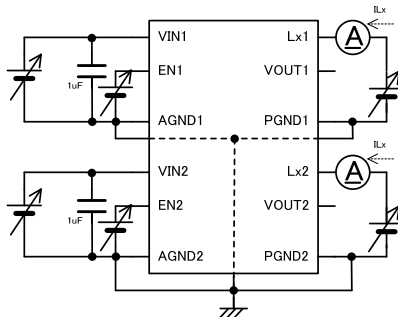 ILx
VIN1 Lx1 A
EN1 VOUT1
1uF
AGND1 PGND1
ILx
VIN2 Lx2 A
EN2 VOUT2
1uF
AGND2 PGND2